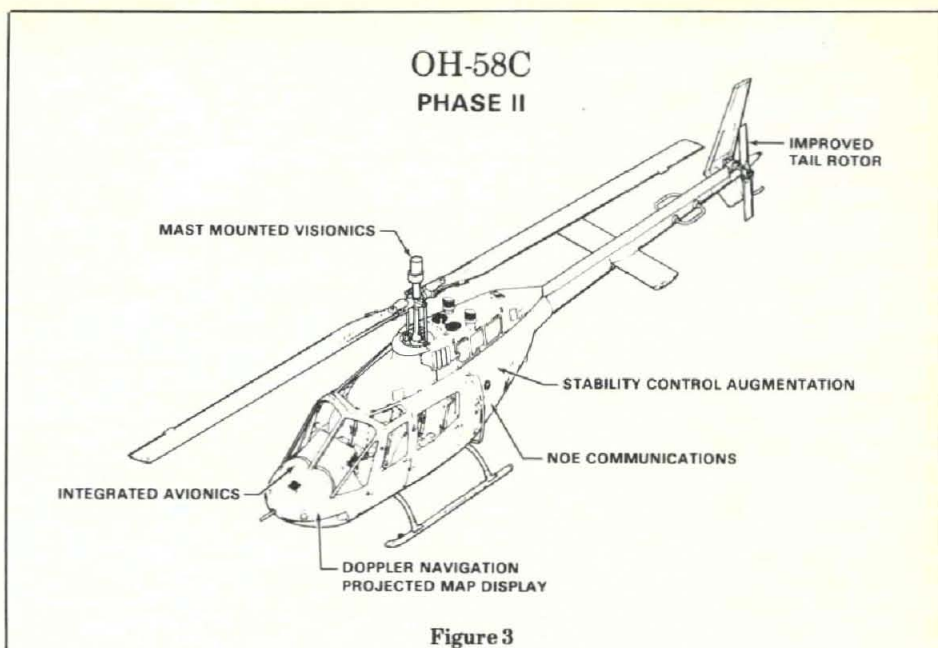 OH-58C
PHASE II
IMPROVED
TAIL ROTOR
MAST MOUNTED VISIONICS
STABILITY CONTROL AUGMENTATION
NOE COMMUNICATIONS
INTEGRATED AVIONICS
DOPPLER NAVIGATION
PROJECTED MAP DISPLAY
Figure 3